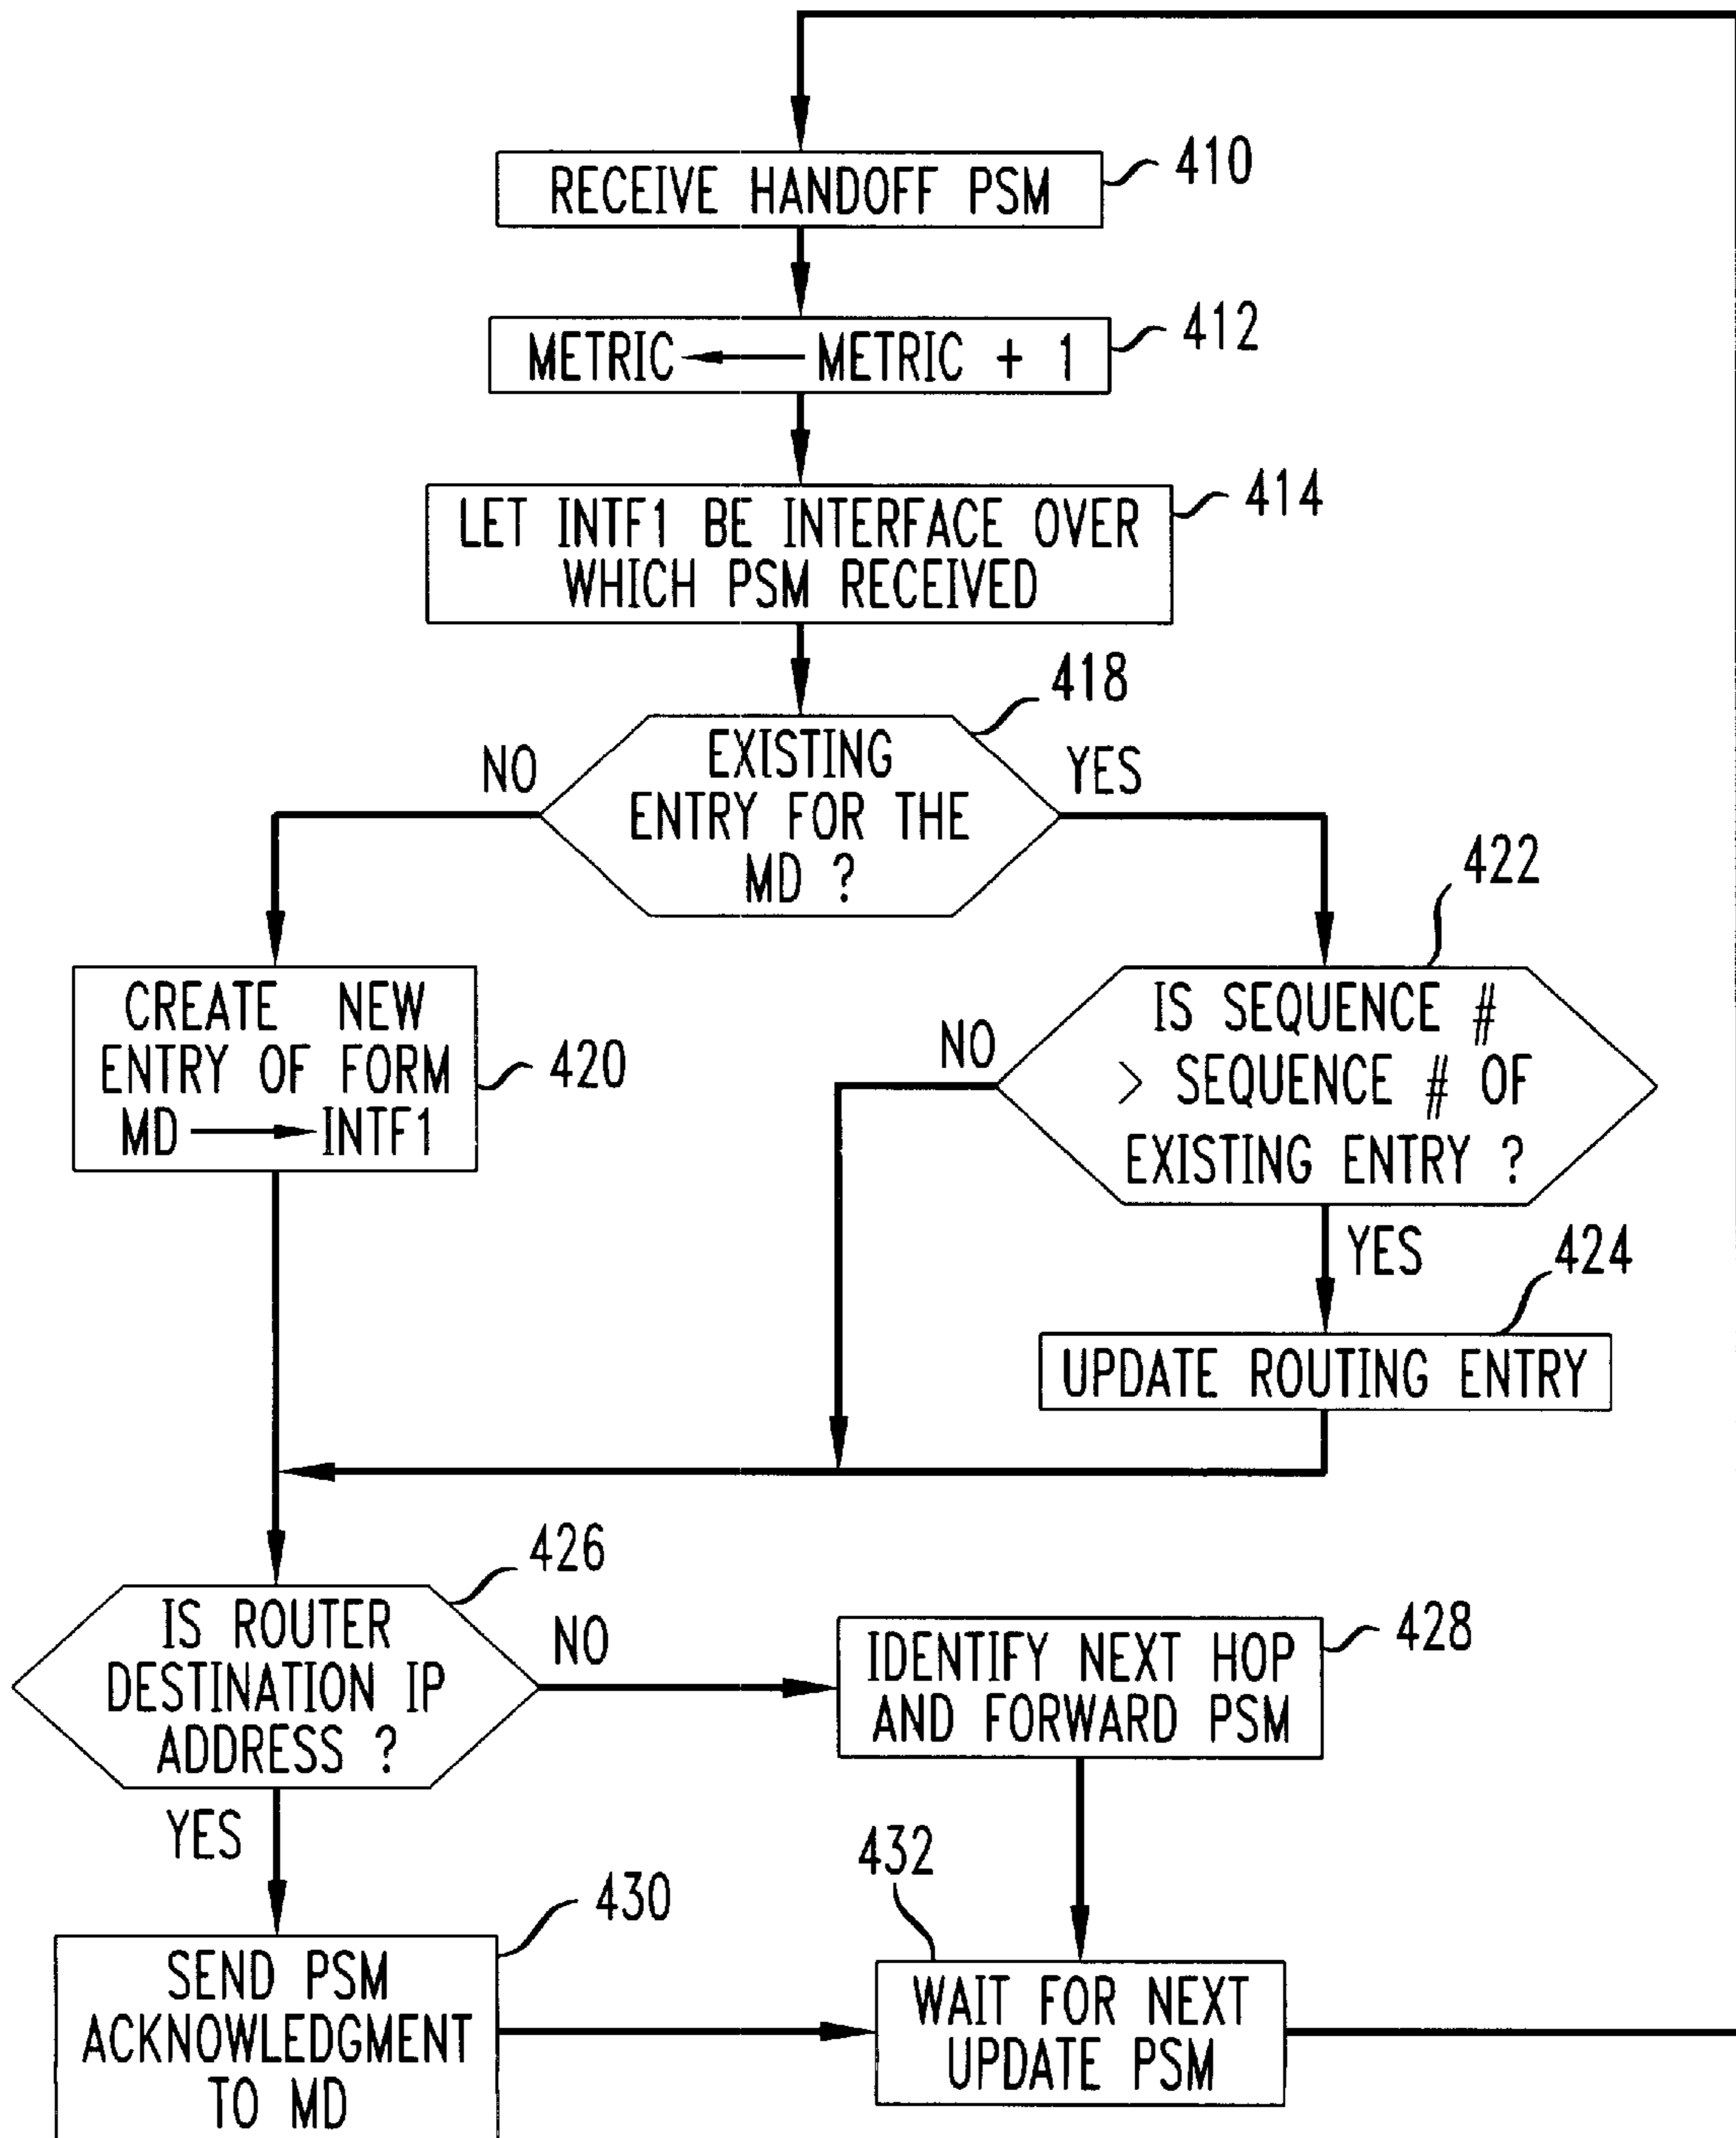 RECEIVE HANDOFF PSM
410
METRIC ← METRIC + 1
412
LET INTF1 BE INTERFACE OVER
WHICH PSM RECEIVED
414
418
EXISTING
ENTRY FOR THE
MD ?
NO
YES
422
CREATE NEW
ENTRY OF FORM
MD → INTF1
420
IS SEQUENCE #
> SEQUENCE # OF
EXISTING ENTRY ?
NO
YES
424
UPDATE ROUTING ENTRY
426
IS ROUTER
DESTINATION IP
ADDRESS ?
NO
YES
IDENTIFY NEXT HOP
AND FORWARD PSM
428
430
SEND PSM
ACKNOWLEDGMENT
TO MD
432
WAIT FOR NEXT
UPDATE PSM